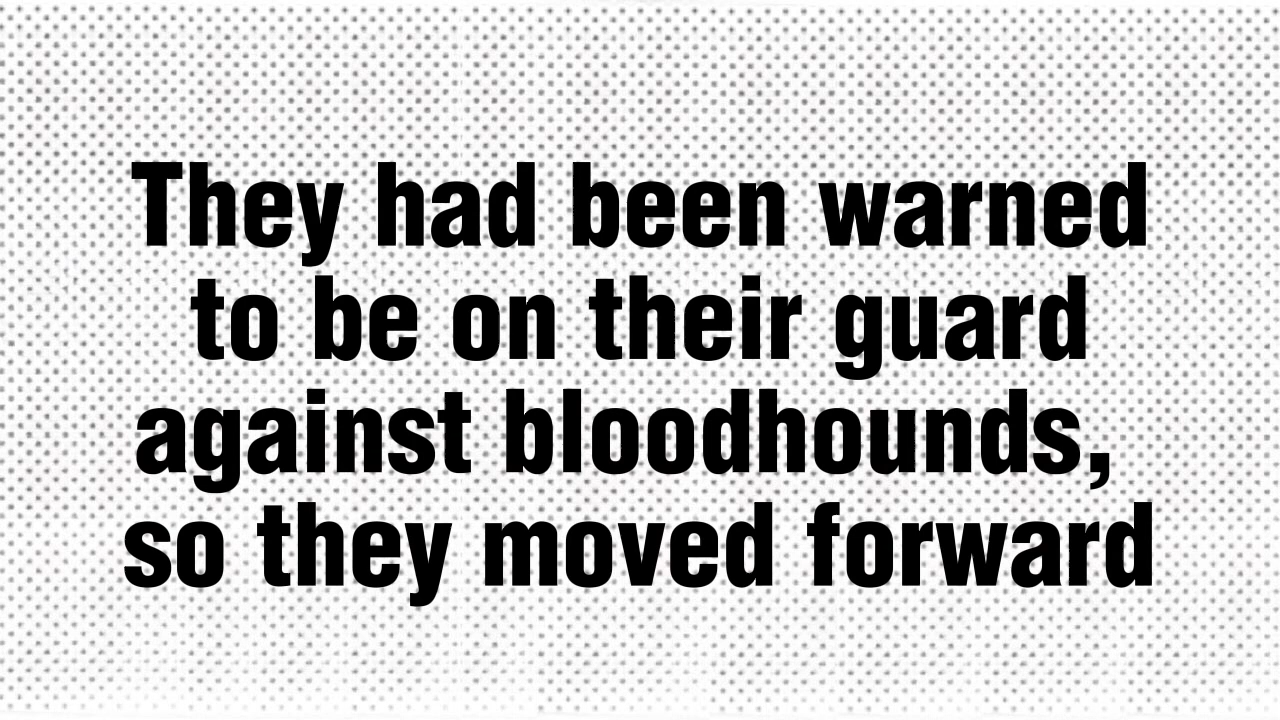 They had been warned
to be on their guard
against bloodhounds,
so they moved forward